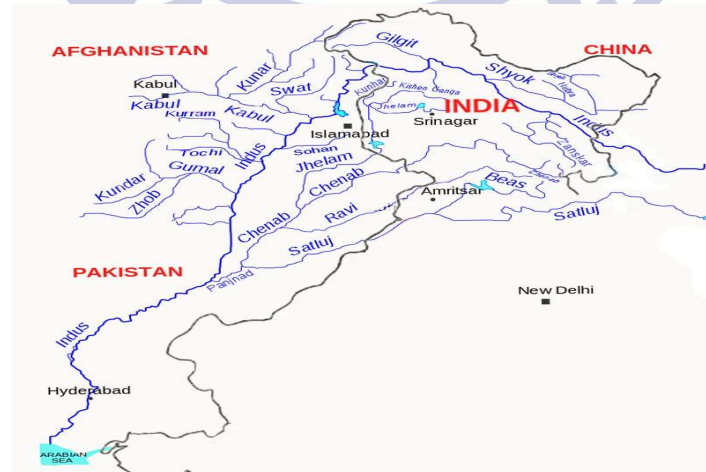 Gilgit
AFGHANISTAN
CHINA
Kunar
Shyok
Kabul
Swat
Kunhar
Kishen Ganga
Kabul
Kurram
Kabul
Jhelam
INDIA
Srinagar
Indus
Islamabad
Tochi
Indus
Sohan
Zanskar
Gumal
Jhelam
Kundar
Zhob
Chenab
Beas
Amritsar
Chenab
Ravi
Satluj
Satluj
PAKISTAN
Panjnad
New Delhi
Indus
Hyderabad
ARABIAN
SEA